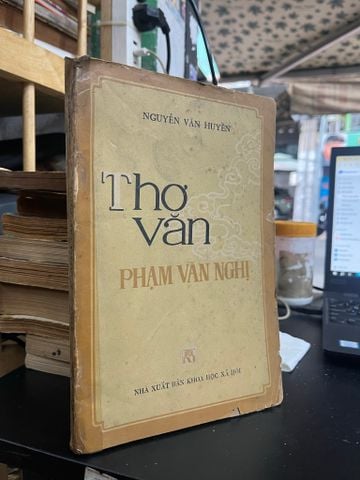 NGUYỄN VĂN HUYỀN
Thơ
văn
PHẠM VĂN NGHỊ
NHÀ XUẤT BẢN KHOA HỌC XÃ HỘI